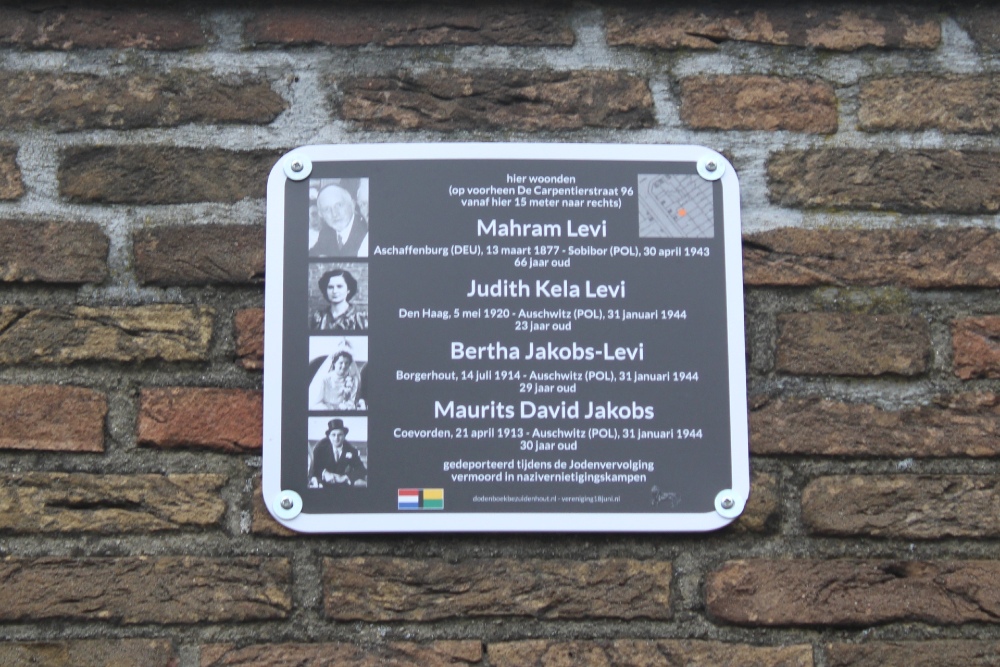 hier woonden
(op voorheen De Carpentierstraat 96
vanaf hier 15 meter naar rechts)
Mahram Levi
Aschaffenburg (DEU), 13 maart 1877 - Sobibor (POL), 30 april 1943
66 jaar oud
Judith Kela Levi
Den Haag, 5 mei 1920 - Auschwitz (POL), 31 januari 1944
23 jaar oud
Bertha Jakobs-Levi
Borgerhout, 14 juli 1914 - Auschwitz (POL), 31 januari 1944
29 jaar oud
Maurits David Jakobs
Coevorden, 21 april 1913 - Auschwitz (POL), 31 januari 1944
30 jaar oud
gedeporteerd tijdens de Jodenvervolging
vermoord in nazivernietigingskampen
dodenboekbezuidenhout.nl - vereniging18juni.nl